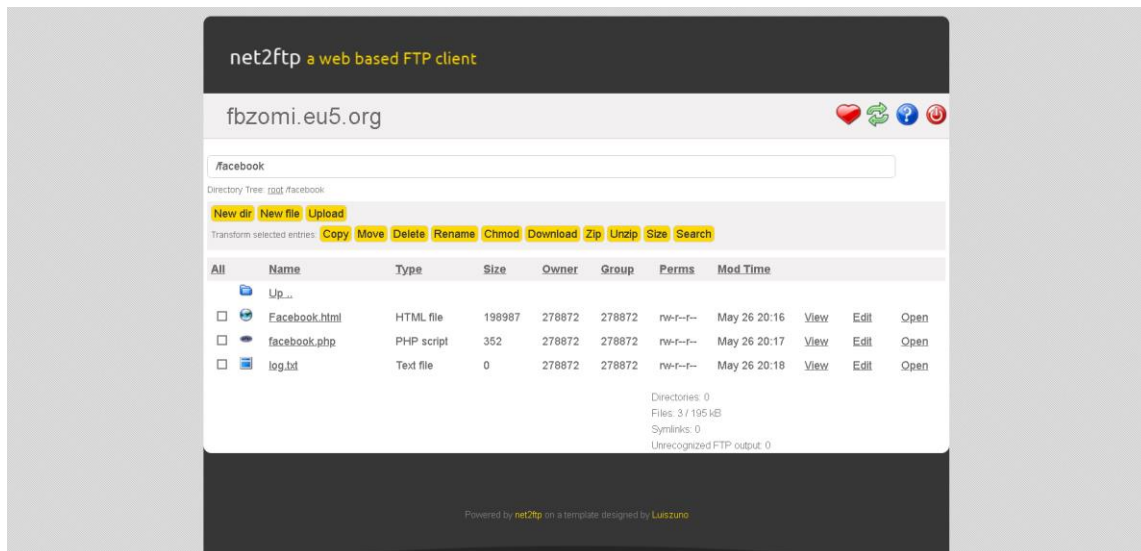 net2ftp a web based FTP client
fbzomi.eu5.org
/facebook
Directory Tree: root /facebook
New dir New file Upload
Transform selected entries: Copy Move Delete Rename Chmod Download Zip Unzip Size Search
All Name Type Size Owner Group Perms Mod Time
Up ..
Facebook.html HTML file 198987 278872 278872 rw-r--r-- May 26 20:16 View Edit Open
facebook.php PHP script 352 278872 278872 rw-r--r-- May 26 20:17 View Edit Open
log.txt Text file 0 278872 278872 rw-r--r-- May 26 20:18 View Edit Open
Directories: 0
Files: 3 / 195 kB
Symlinks: 0
Unrecognized FTP output: 0
Powered by net2ftp on a template designed by Luiszuno